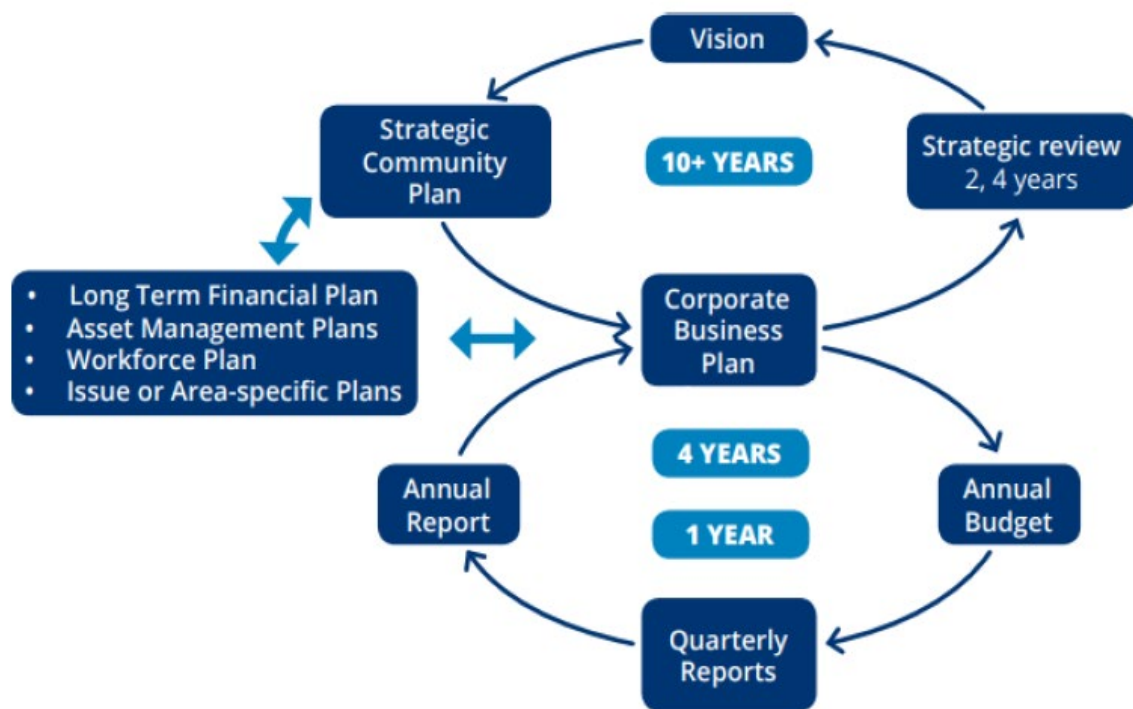 Vision
Strategic
Community
Plan
10+ YEARS
Strategic review
2, 4 years
• Long Term Financial Plan
• Asset Management Plans
• Workforce Plan
• Issue or Area-specific Plans
Corporate
Business
Plan
4 YEARS
Annual
Report
1 YEAR
Annual
Budget
Quarterly
Reports